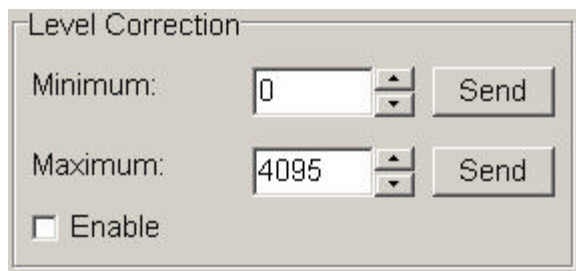 Level Correction
Minimum: 0 Send
Maximum: 4095 Send
Enable